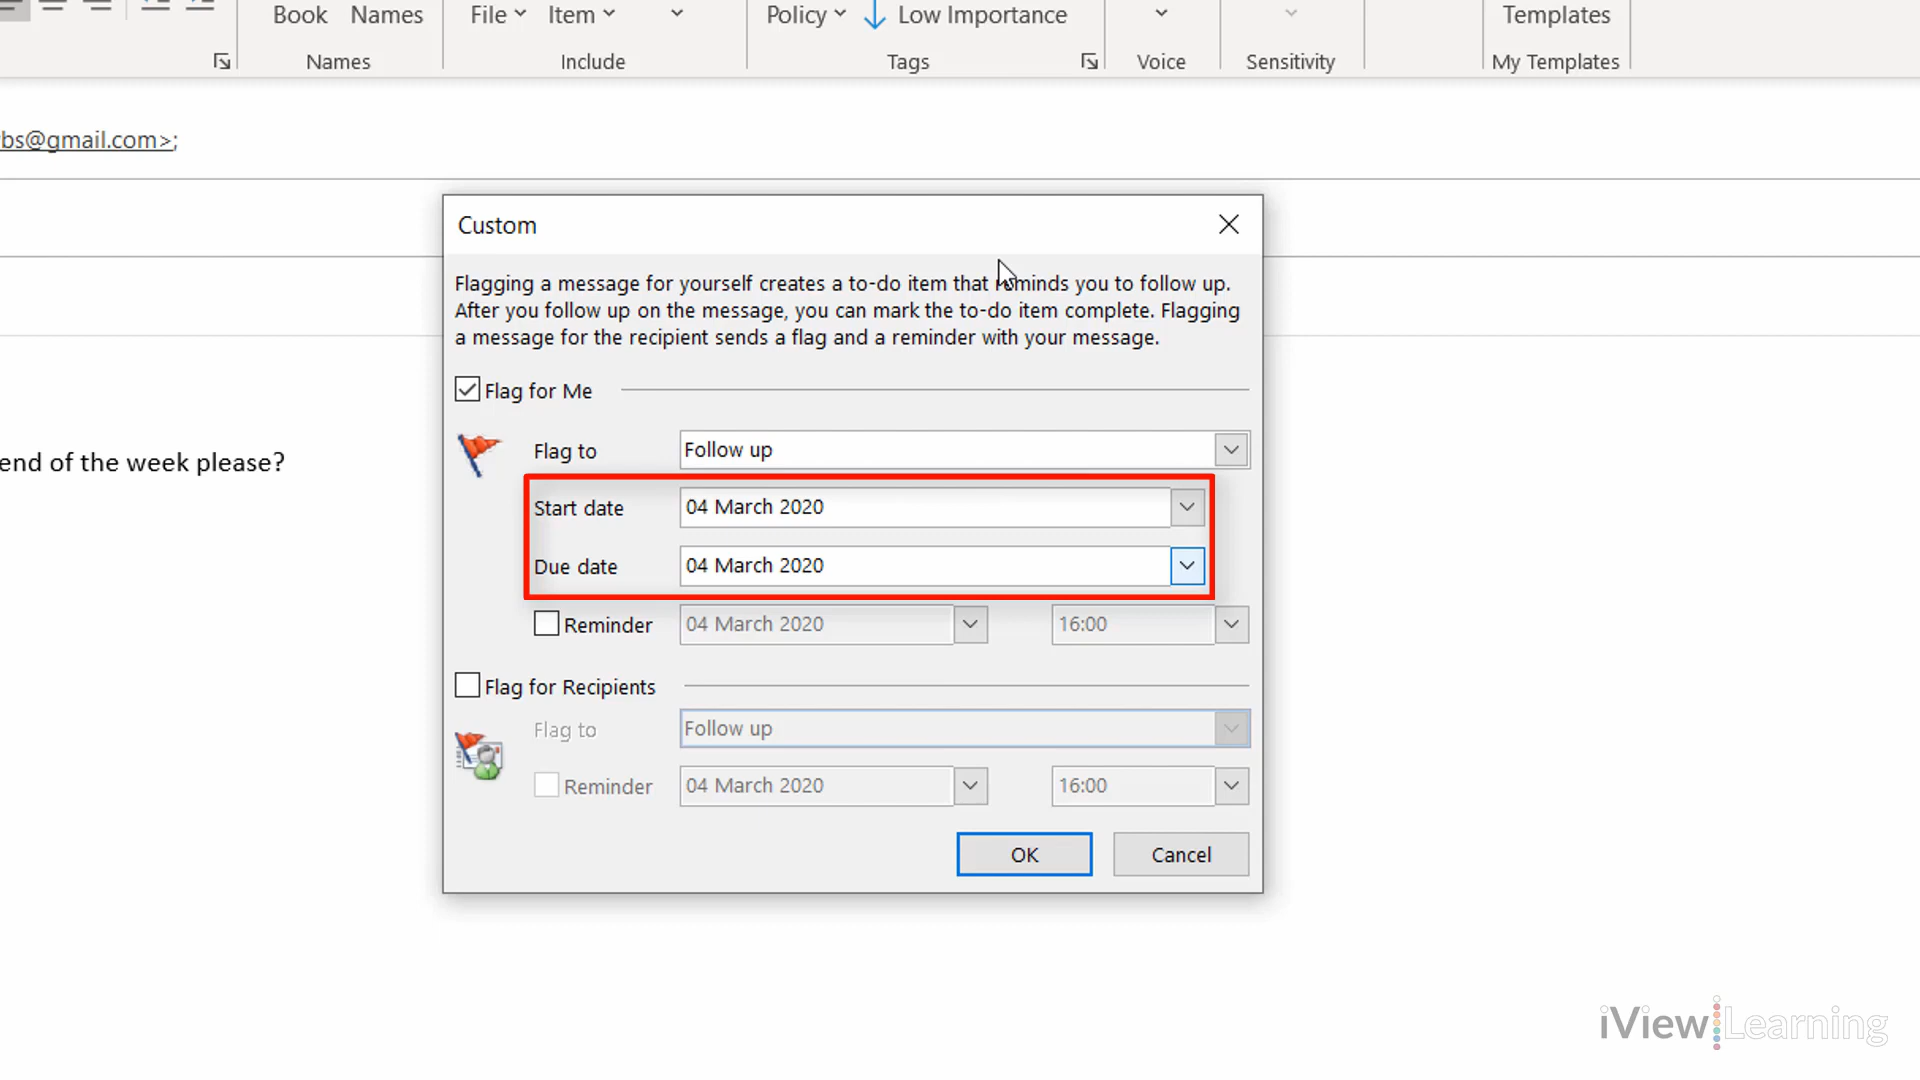 Book Names File Item Policy Low Importance Templates
Names Include Tags Voice Sensitivity My Templates
bs@gmail.com>;
Custom
Flagging a message for yourself creates a to-do item that reminds you to follow up.
After you follow up on the message, you can mark the to-do item complete. Flagging
a message for the recipient sends a flag and a reminder with your message.
Flag for Me
end of the week please?
Flag to Follow up
Start date 04 March 2020
Due date 04 March 2020
Reminder 04 March 2020 16:00
Flag for Recipients
Flag to Follow up
Reminder 04 March 2020 16:00
OK Cancel
iView Learning